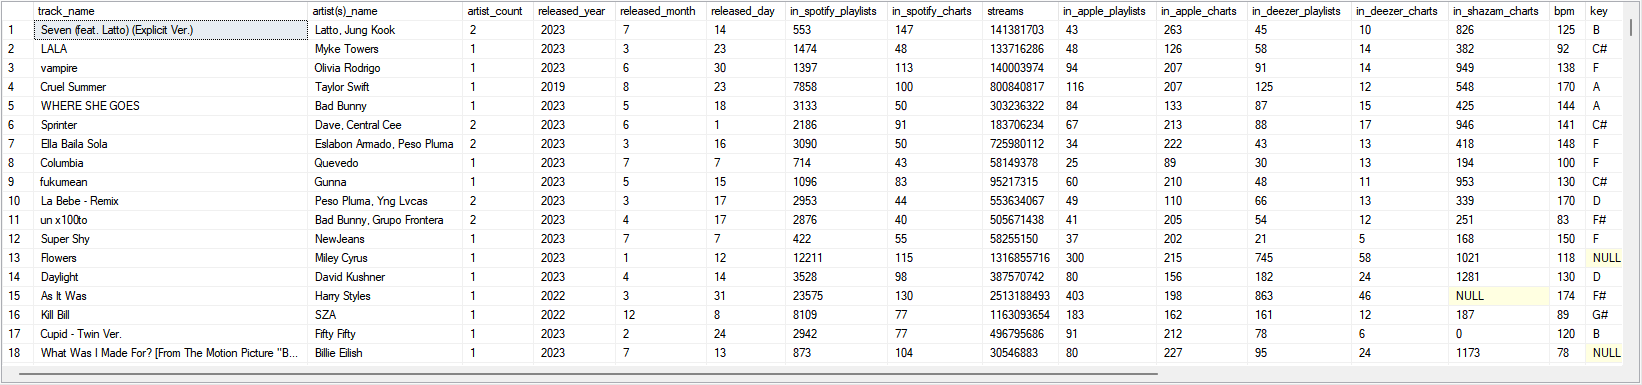 track_name artist(s)_name artist_count released_year released_month released_day in_spotify_playlists in_spotify_charts streams in_apple_playlists in_apple_charts in_deezer_playlists in_deezer_charts in_shazam_charts bpm key
1 Seven (feat. Latto) (Explicit Ver.) Latto, Jung Kook 2 2023 7 14 553 147 141381703 43 263 45 10 826 125 B
2 LALA Myke Towers 1 2023 3 23 1474 48 133716286 48 126 58 14 382 92 C#
3 vampire Olivia Rodrigo 1 2023 6 30 1397 113 140003974 94 207 91 14 949 138 F
4 Cruel Summer Taylor Swift 1 2019 8 23 7858 100 800840817 116 207 125 12 548 170 A
5 WHERE SHE GOES Bad Bunny 1 2023 5 18 3133 50 303236322 84 133 87 15 425 144 A
6 Sprinter Dave, Central Cee 2 2023 6 1 2186 91 183706234 67 213 88 17 946 141 C#
7 Ella Baila Sola Eslabon Armado, Peso Pluma 2 2023 3 16 3090 50 725980112 34 222 43 13 418 148 F
8 Columbia Quevedo 1 2023 7 7 714 43 58149378 25 89 30 13 194 100 F
9 fukumean Gunna 1 2023 5 15 1096 83 95217315 60 210 48 11 953 130 C#
10 La Bebe - Remix Peso Pluma, Yng Lvcas 2 2023 3 17 2953 44 553634067 49 110 66 13 339 170 D
11 un x100to Bad Bunny, Grupo Frontera 2 2023 4 17 2876 40 505671438 41 205 54 12 251 83 F#
12 Super Shy NewJeans 1 2023 7 7 422 55 58255150 37 202 21 5 168 150 F
13 Flowers Miley Cyrus 1 2023 1 12 12211 115 1316855716 300 215 745 58 1021 118 NULL
14 Daylight David Kushner 1 2023 4 14 3528 98 387570742 80 156 182 24 1281 130 D
15 As It Was Harry Styles 1 2022 3 31 23575 130 2513188493 403 198 863 46 NULL 174 F#
16 Kill Bill SZA 1 2022 12 8 8109 77 1163093654 183 162 161 12 187 89 G#
17 Cupid - Twin Ver. Fifty Fifty 1 2023 2 24 2942 77 496795686 91 212 78 6 0 120 B
18 What Was I Made For? [From The Motion Picture "B... Billie Eilish 1 2023 7 13 873 104 30546883 80 227 95 24 1173 78 NULL